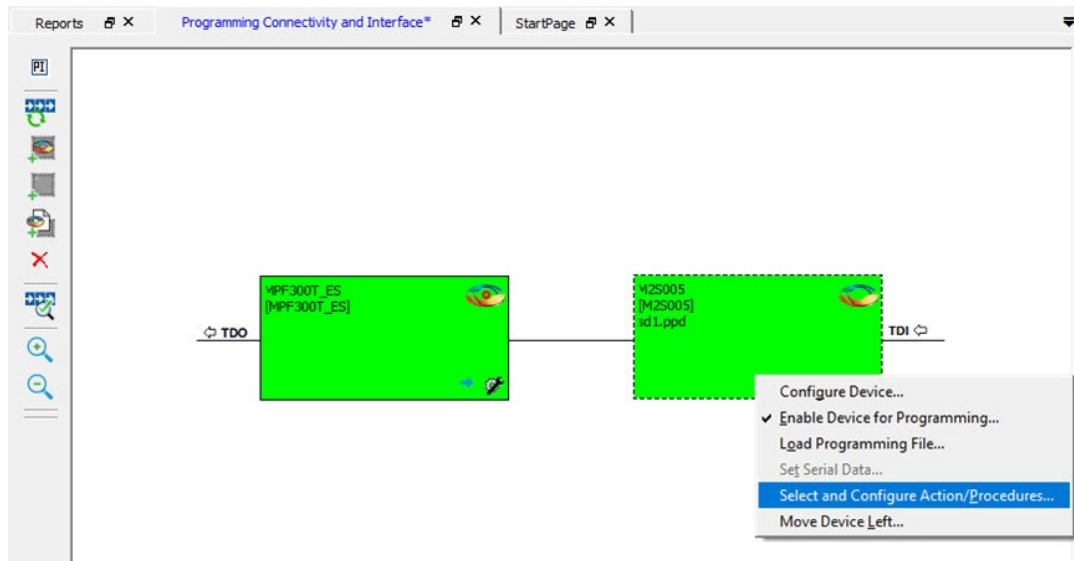 Reports
Programming Connectivity and Interface*
StartPage
PI
MPF300T_ES
[MPF300T_ES]
TDO
M2S005
[M2S005]
sd1.ppd
TDI
Configure Device...
Enable Device for Programming...
Load Programming File...
Set Serial Data...
Select and Configure Action/Procedures...
Move Device Left...